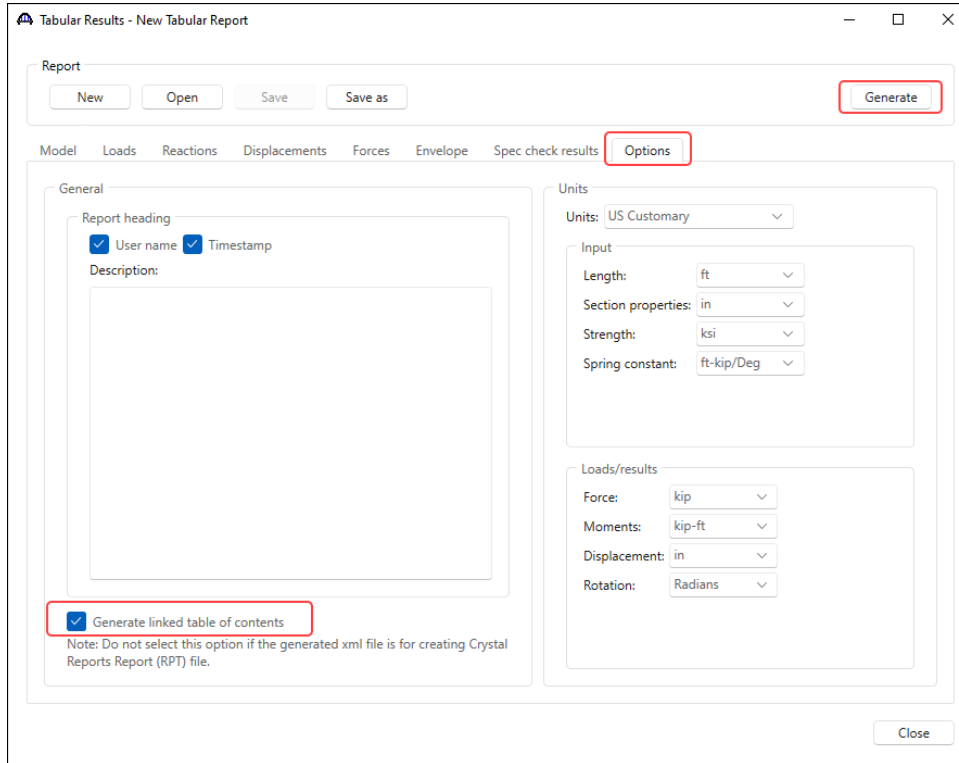 Tabular Results - New Tabular Report
Report
New Open Save Save as Generate
Model Loads Reactions Displacements Forces Envelope Spec check results Options
General
Report heading
User name Timestamp
Description:
Generate linked table of contents
Note: Do not select this option if the generated xml file is for creating Crystal
Reports Report (RPT) file.
Units
Units: US Customary
Input
Length: ft
Section properties: in
Strength: ksi
Spring constant: ft-kip/Deg
Loads/results
Force: kip
Moments: kip-ft
Displacement: in
Rotation: Radians
Close